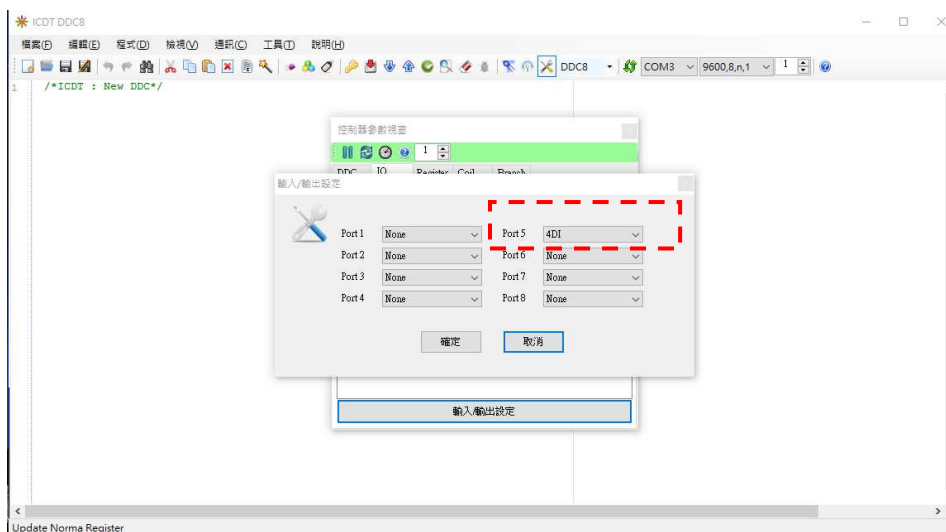 ICDT DDC8
檔案(F) 編輯(E) 程式(D) 檢視(V) 通訊(C) 工具(T) 說明(H)
DDC8 COM3 9600,8,n,1 1
1 /*ICDT : New DDC*/
控制器參數視窗
1
DDC IO Register Coil Branch
輸入/輸出設定
Port 1 None Port 5 4DI
Port 2 None Port 6 None
Port 3 None Port 7 None
Port 4 None Port 8 None
確定 取消
輸入/輸出設定
Update Norma Register